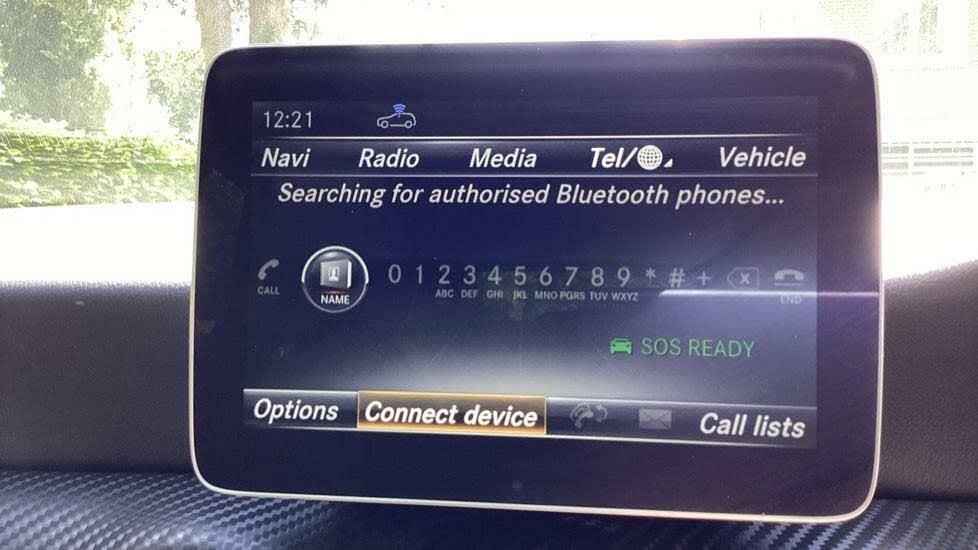 12:21
Navi Radio Media Tel/ Vehicle
Searching for authorised Bluetooth phones...
0 1 2 3 4 5 6 7 8 9 * # +
CALL NAME ABC DEF GHI JKL MNO PQRS TUV WXYZ END
SOS READY
Options Connect device Call lists